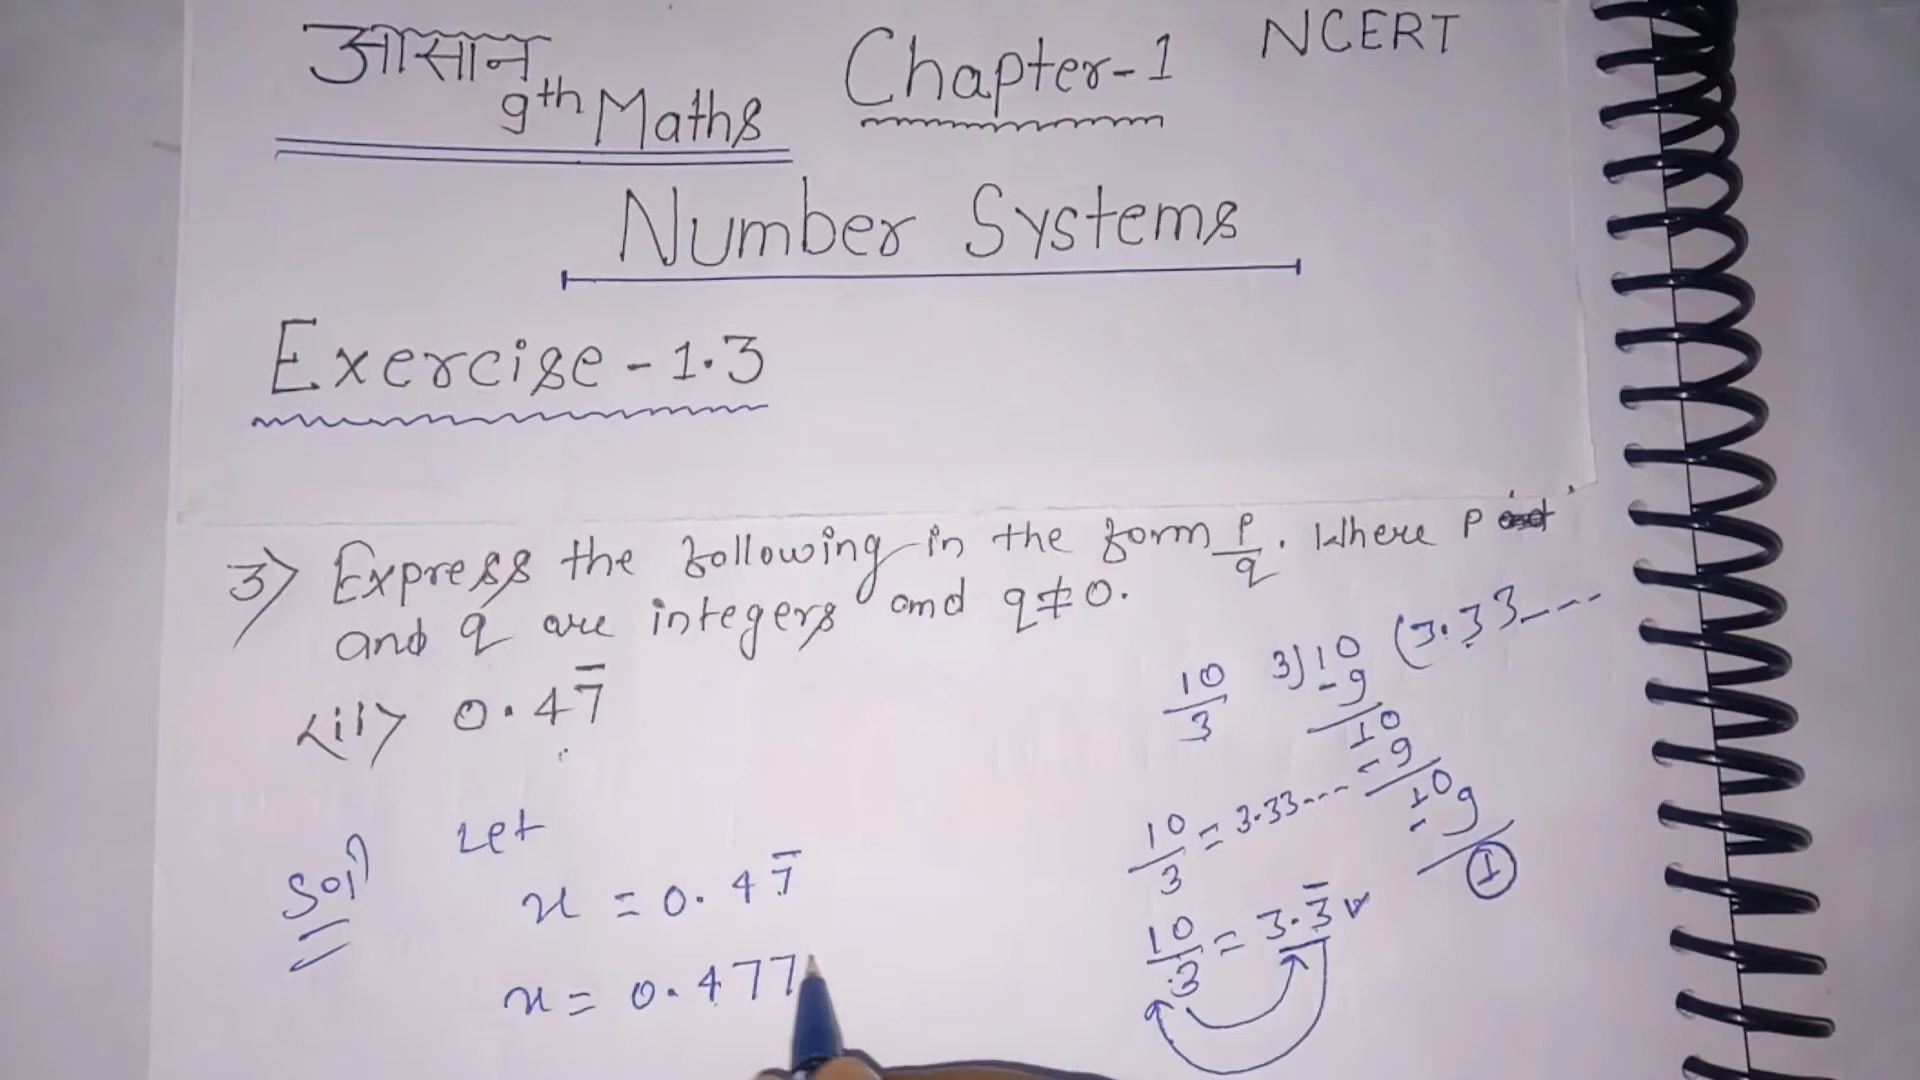 आसान
9th Maths
Chapter-1
NCERT
Number Systems
Exercise-1.3
3) Express the following in the form p/q. Where p
and q are integers and q≠0.
<ii> 0.47̅
Sol^n
Let
x = 0.47̅
x = 0.477
10/3
3)10(3.33---
-9
10
-9
10
-9
1
10/3 = 3.33---
10/3 = 3.3̅